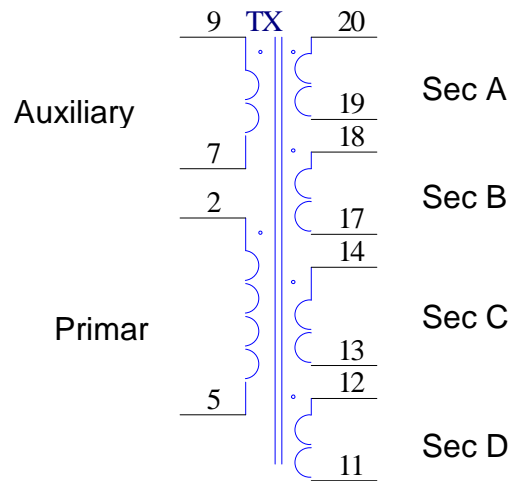 9 TX 20
Sec A
Auxiliary
19
18
7
Sec B
2
17
14
Sec C
Primar
13
12
5
Sec D
11